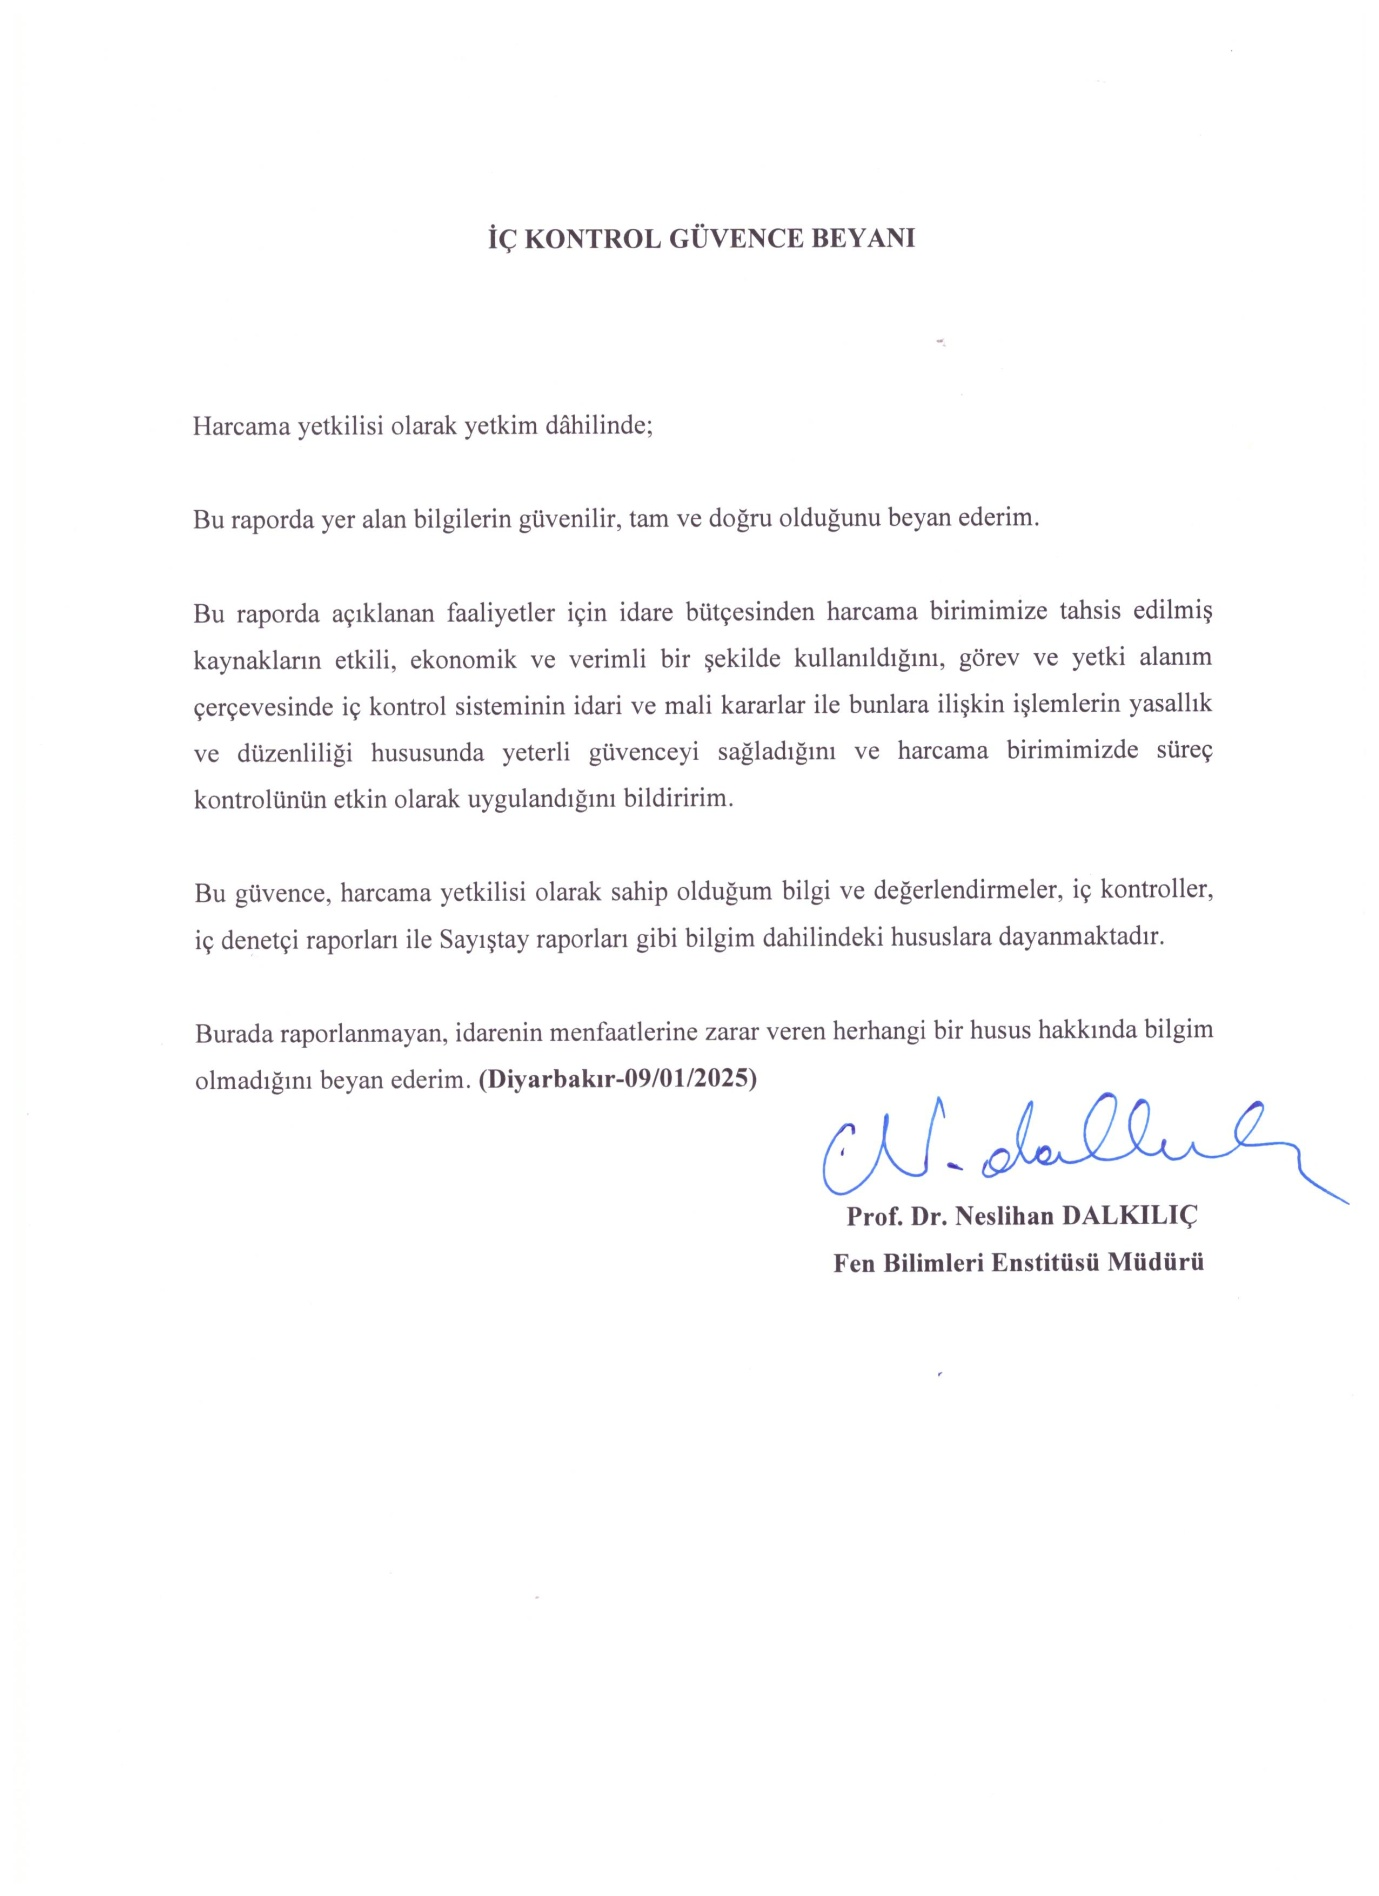 İÇ KONTROL GÜVENCE BEYANI
Harcama yetkilisi olarak yetkim dâhilinde;
Bu raporda yer alan bilgilerin güvenilir, tam ve doğru olduğunu beyan ederim.
Bu raporda açıklanan faaliyetler için idare bütçesinden harcama birimimize tahsis edilmiş
kaynakların etkili, ekonomik ve verimli bir şekilde kullanıldığını, görev ve yetki alanım
çerçevesinde iç kontrol sisteminin idari ve mali kararlar ile bunlara ilişkin işlemlerin yasallık
ve düzenliliği hususunda yeterli güvenceyi sağladığını ve harcama birimimizde süreç
kontrolünün etkin olarak uygulandığını bildiririm.
Bu güvence, harcama yetkilisi olarak sahip olduğum bilgi ve değerlendirmeler, iç kontroller,
iç denetçi raporları ile Sayıştay raporları gibi bilgim dahilindeki hususlara dayanmaktadır.
Burada raporlanmayan, idarenin menfaatlerine zarar veren herhangi bir husus hakkında bilgim
olmadığını beyan ederim. (Diyarbakır-09/01/2025)
Prof. Dr. Neslihan DALKILIÇ
Fen Bilimleri Enstitüsü Müdürü